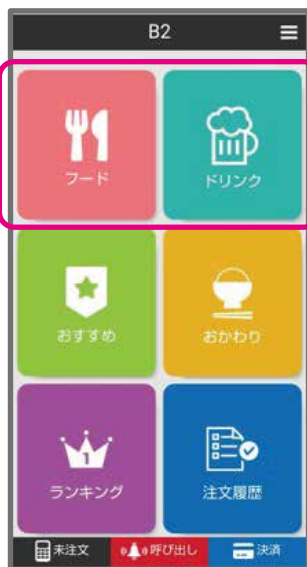 B2
フード
ドリンク
おすすめ
おかわり
1
ランキング
注文履歴
未注文
呼び出し
決済